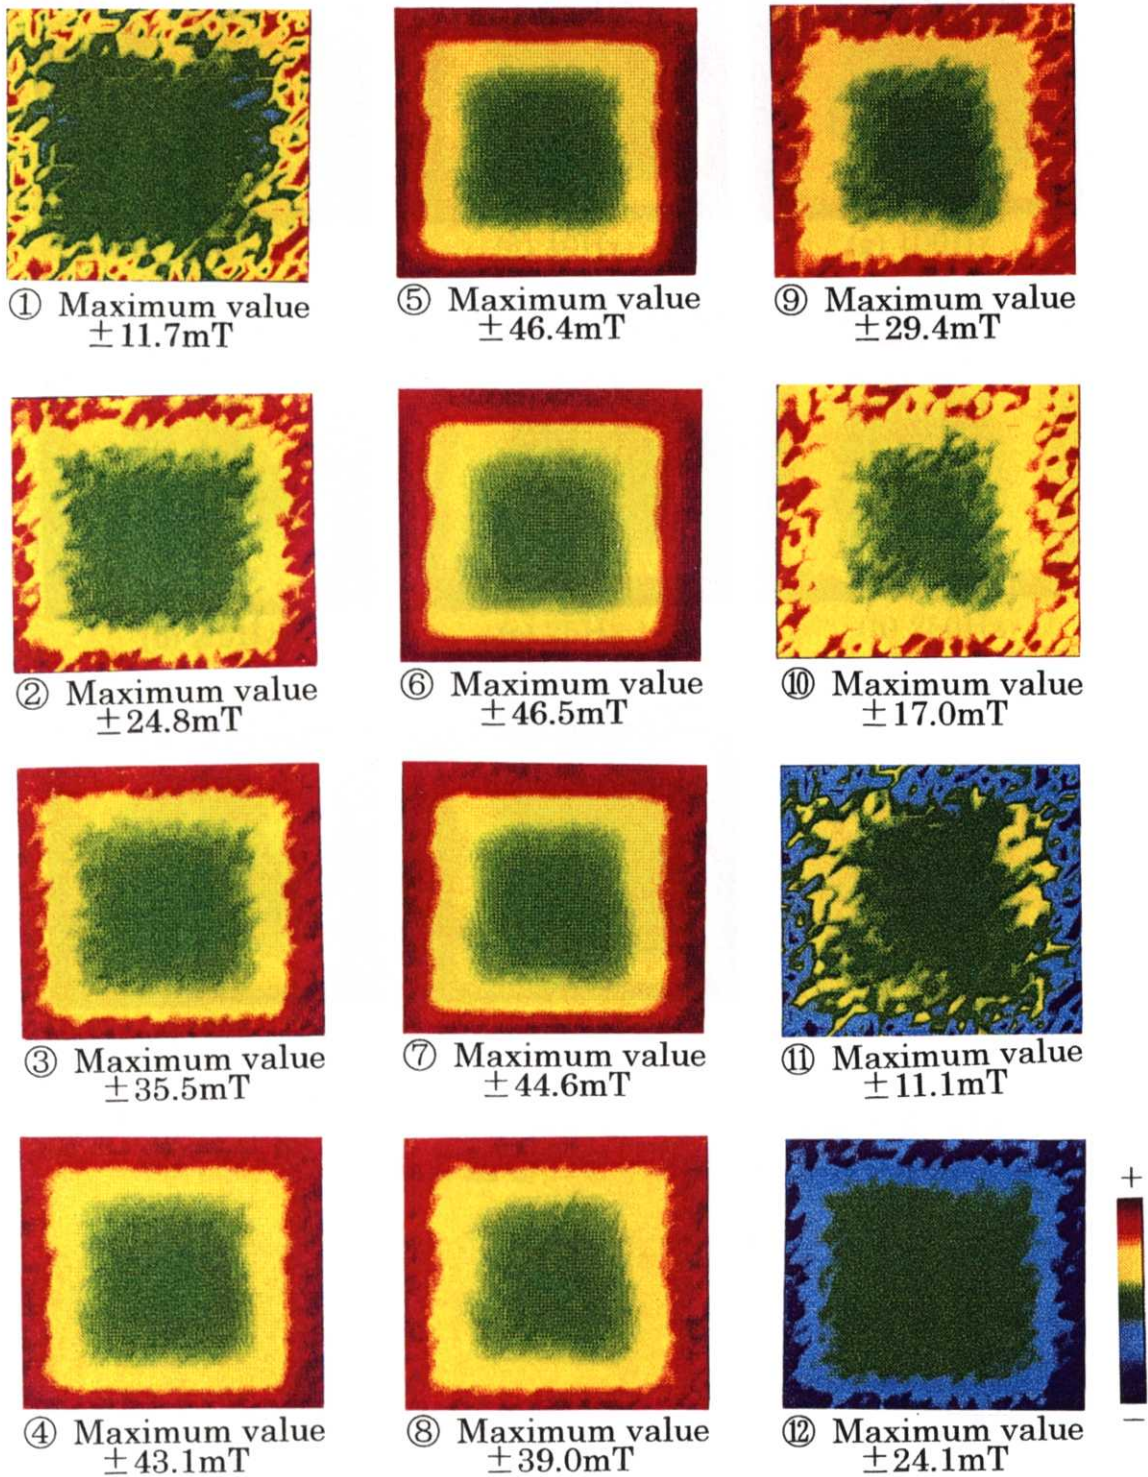 ① Maximum value
±11.7mT
② Maximum value
±24.8mT
③ Maximum value
±35.5mT
④ Maximum value
±43.1mT
⑤ Maximum value
±46.4mT
⑥ Maximum value
±46.5mT
⑦ Maximum value
±44.6mT
⑧ Maximum value
±39.0mT
⑨ Maximum value
±29.4mT
⑩ Maximum value
±17.0mT
⑪ Maximum value
±11.1mT
⑫ Maximum value
±24.1mT
+
−